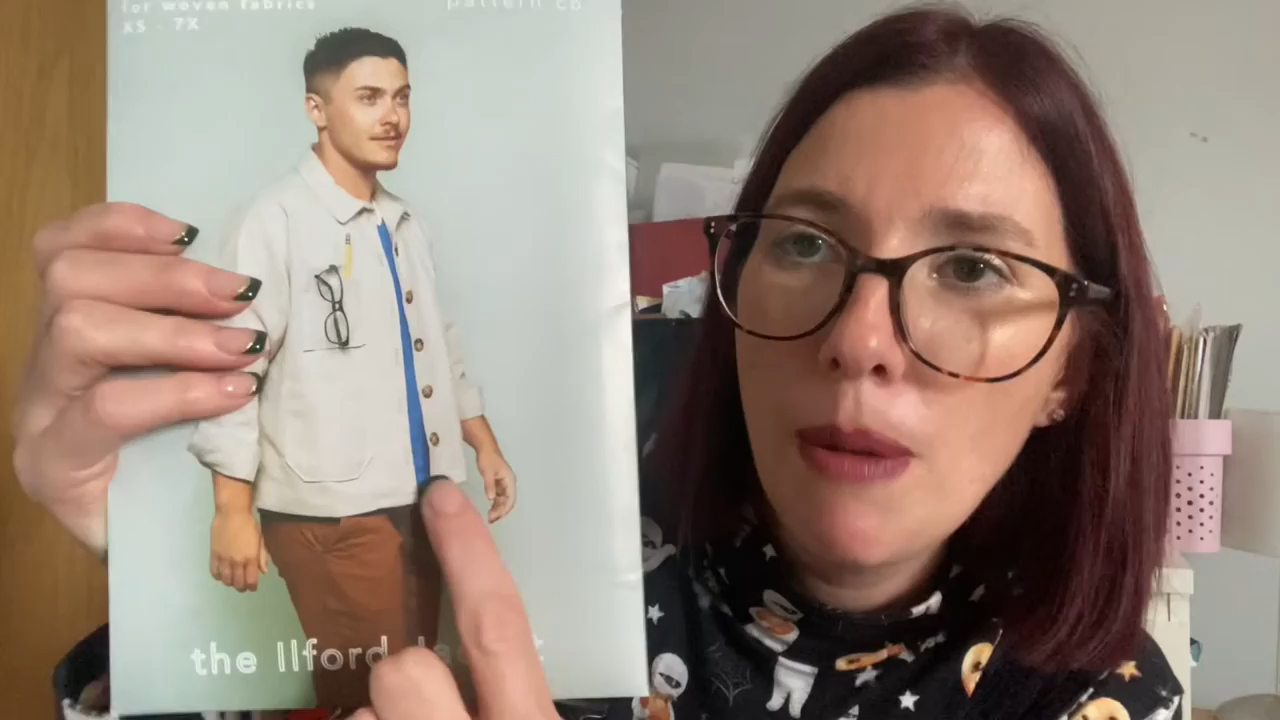 for woven fabrics
XS - 7X
pattern co
the Ilford